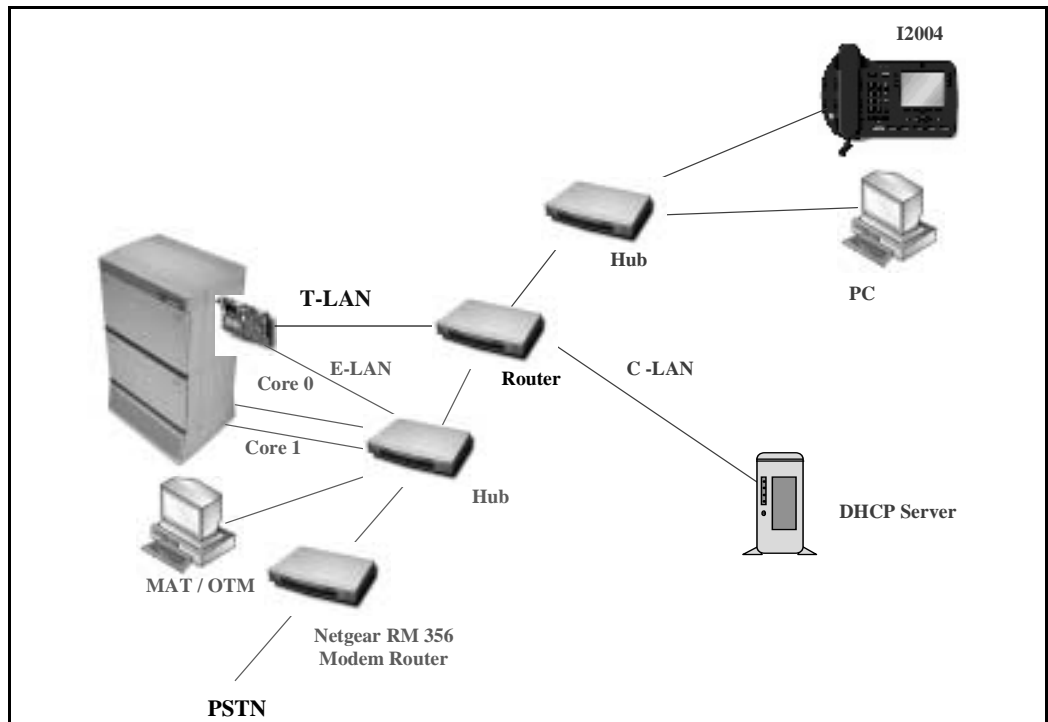 I2004
Hub
PC
T-LAN
E-LAN
Router
C -LAN
Core 0
Core 1
Hub
DHCP Server
MAT / OTM
Netgear RM 356
Modem Router
PSTN